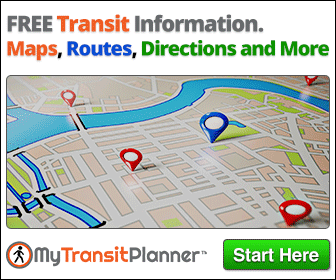 FREE Transit Information.
Maps, Routes, Directions and More
MyTransitPlanner™
Start Here